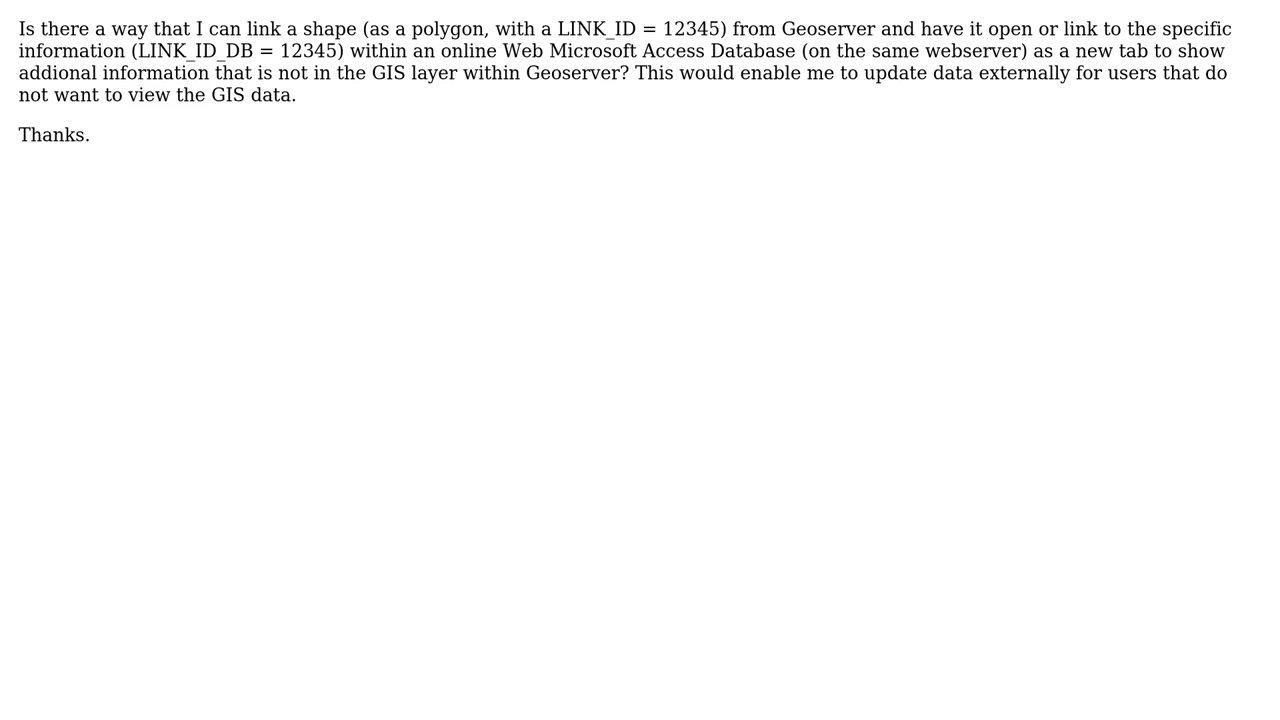 Is there a way that I can link a shape (as a polygon, with a LINK_ID = 12345) from Geoserver and have it open or link to the specific
information (LINK_ID_DB = 12345) within an online Web Microsoft Access Database (on the same webserver) as a new tab to show
addional information that is not in the GIS layer within Geoserver? This would enable me to update data externally for users that do
not want to view the GIS data.
Thanks.